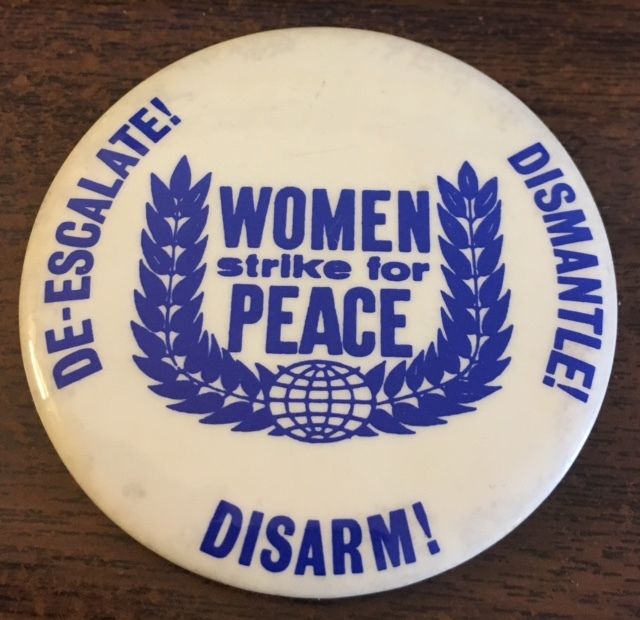 DE-ESCALATE!
DISMANTLE!
WOMEN
strike for
PEACE
DISARM!